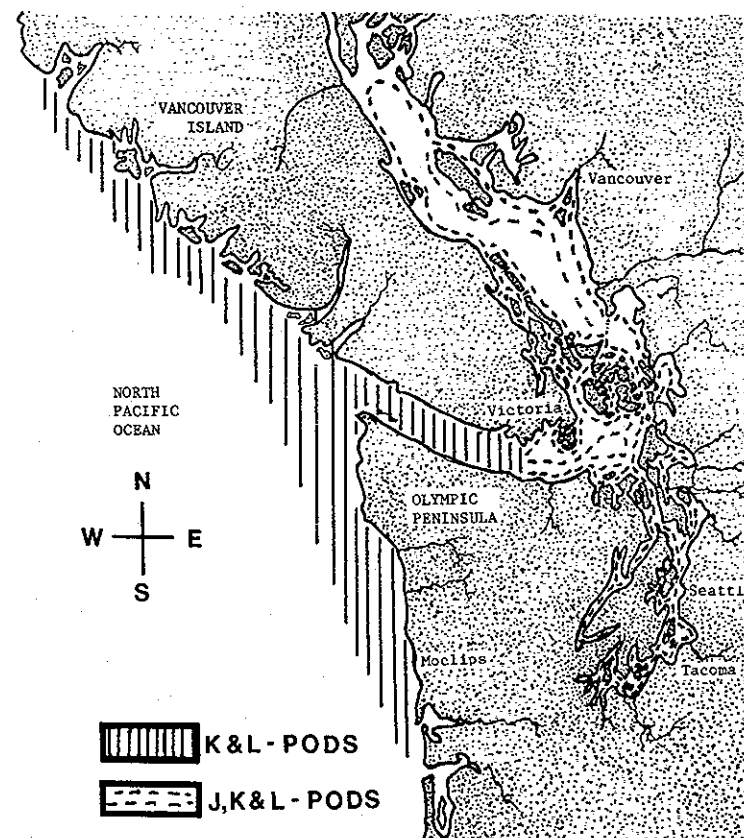 VANCOUVER
ISLAND
Vancouver
NORTH
PACIFIC
OCEAN
Victoria
N
W E
S
OLYMPIC
PENINSULA
Seattl
Moclips
Tacoma
K & L - PODS
J, K & L - PODS